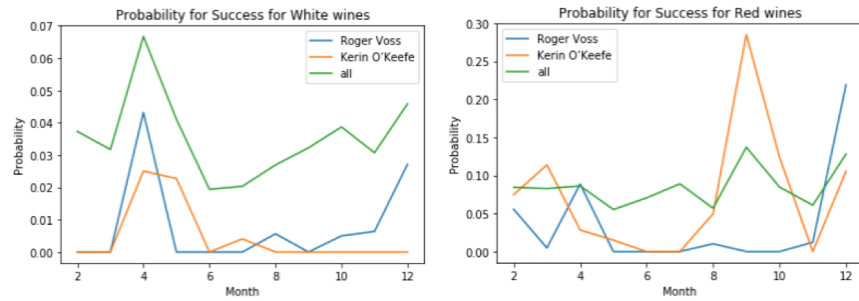 Probability for Success for White wines
0.07
0.06
0.05
0.04
0.03
0.02
0.01
0.00
Probability
2 4 6 8 10 12
Month
Roger Voss
Kerin O’Keefe
all
Probability for Success for Red wines
0.30
0.25
0.20
0.15
0.10
0.05
0.00
Probability
2 4 6 8 10 12
Month
Roger Voss
Kerin O’Keefe
all